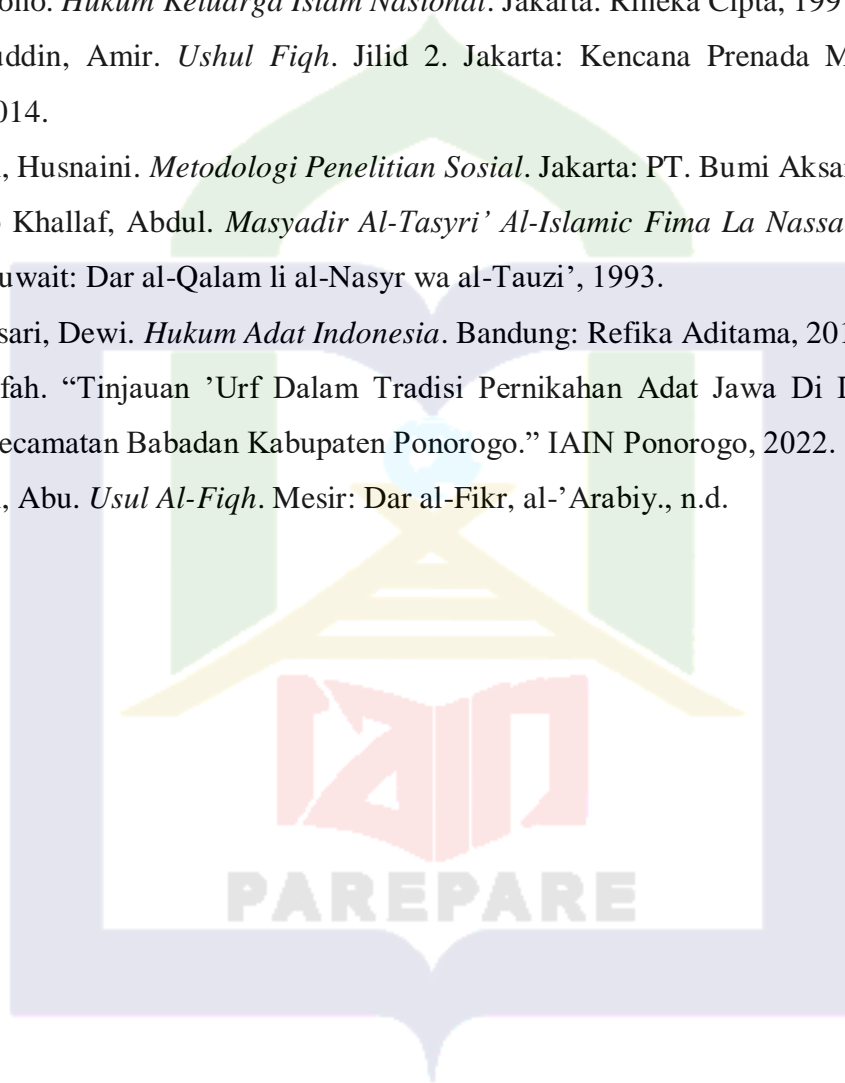 ono. Hukum Keluarga Islam Nasional. Jakarta: Rineka Cipta, 199
uddin, Amir. Ushul Fiqh. Jilid 2. Jakarta: Kencana Prenada M
014.
, Husnaini. Metodologi Penelitian Sosial. Jakarta: PT. Bumi Aksa
Khallaf, Abdul. Masyadir Al-Tasyri’ Al-Islamic Fima La Nassa
uwait: Dar al-Qalam li al-Nasyr wa al-Tauzi’, 1993.
sari, Dewi. Hukum Adat Indonesia. Bandung: Refika Aditama, 201
fah. “Tinjauan ’Urf Dalam Tradisi Pernikahan Adat Jawa Di
ecamatan Babadan Kabupaten Ponorogo.” IAIN Ponorogo, 2022.
, Abu. Usul Al-Fiqh. Mesir: Dar al-Fikr, al-’Arabiy., n.d.
iain
PAREPARE